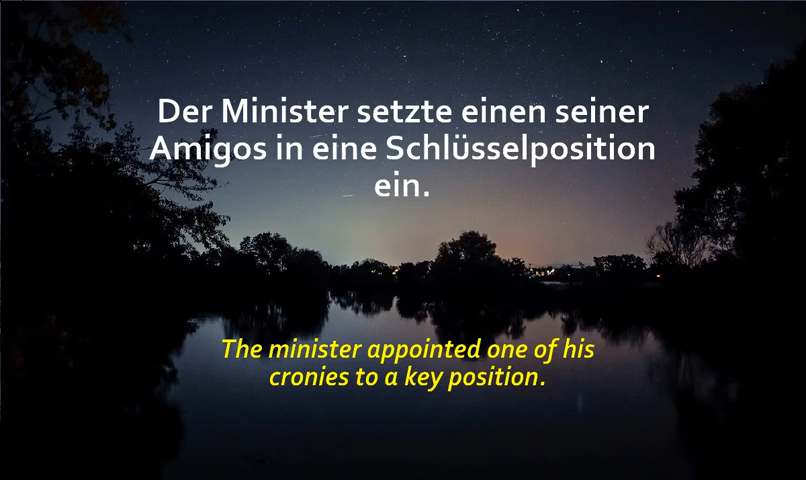 Der Minister setzte einen seiner
Amigos in eine Schlüsselposition
ein.
The minister appointed one of his
cronies to a key position.